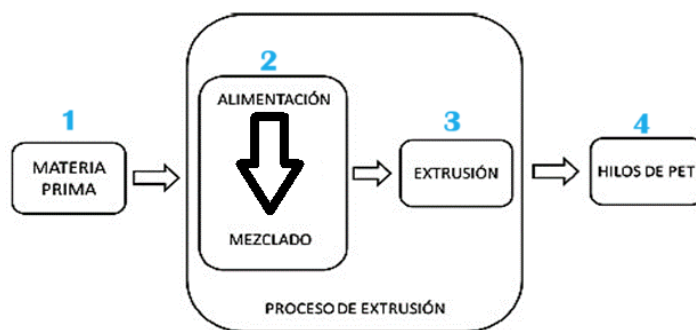 1
MATERIA
PRIMA
2
ALIMENTACIÓN
MEZCLADO
3
EXTRUSIÓN
4
HILOS DE PET
PROCESO DE EXTRUSIÓN